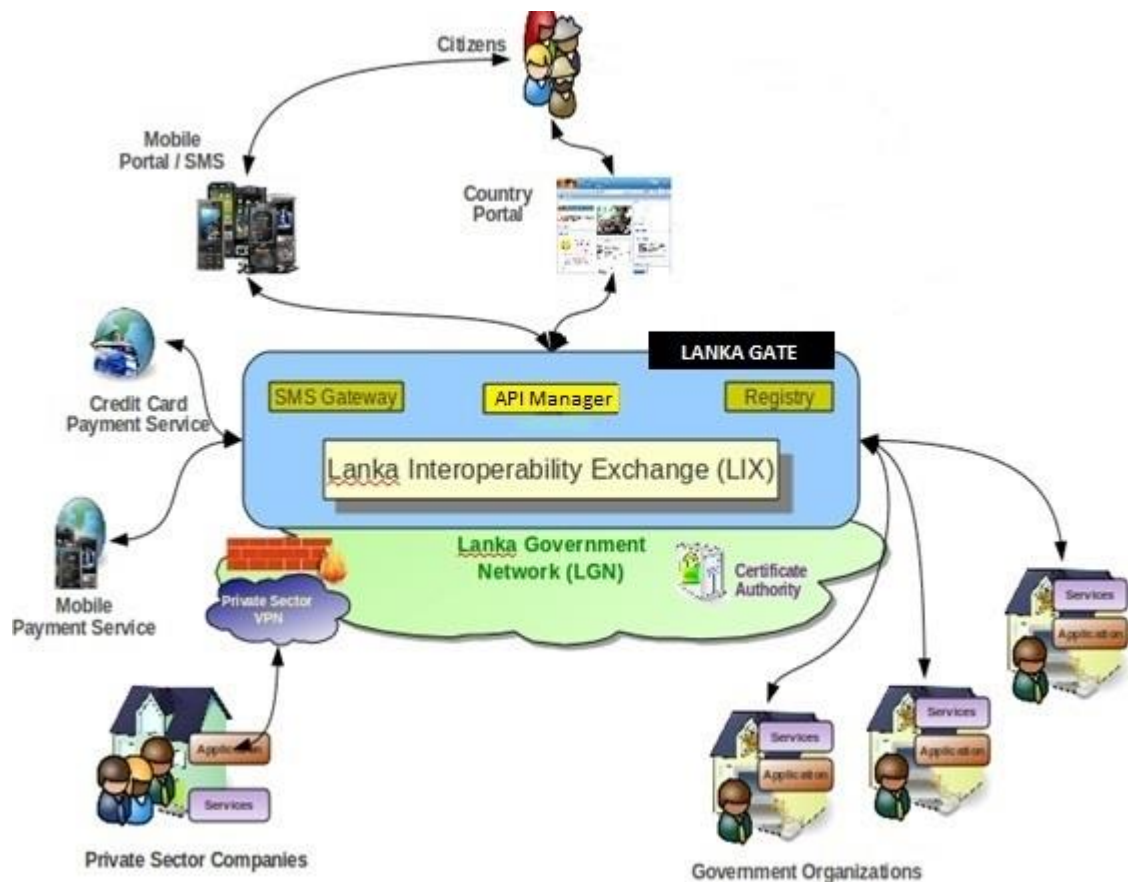 Citizens
Mobile
Portal / SMS
Country
Portal
LANKA GATE
SMS Gateway
API Manager
Registry
Credit Card
Payment Service
Lanka Interoperability Exchange (LIX)
Lanka Government
Network (LGN)
Certificate
Authority
Private Sector
VPN
Mobile
Payment Service
Services
Application
Services
Application
Services
Application
Application
Services
Private Sector Companies
Government Organizations